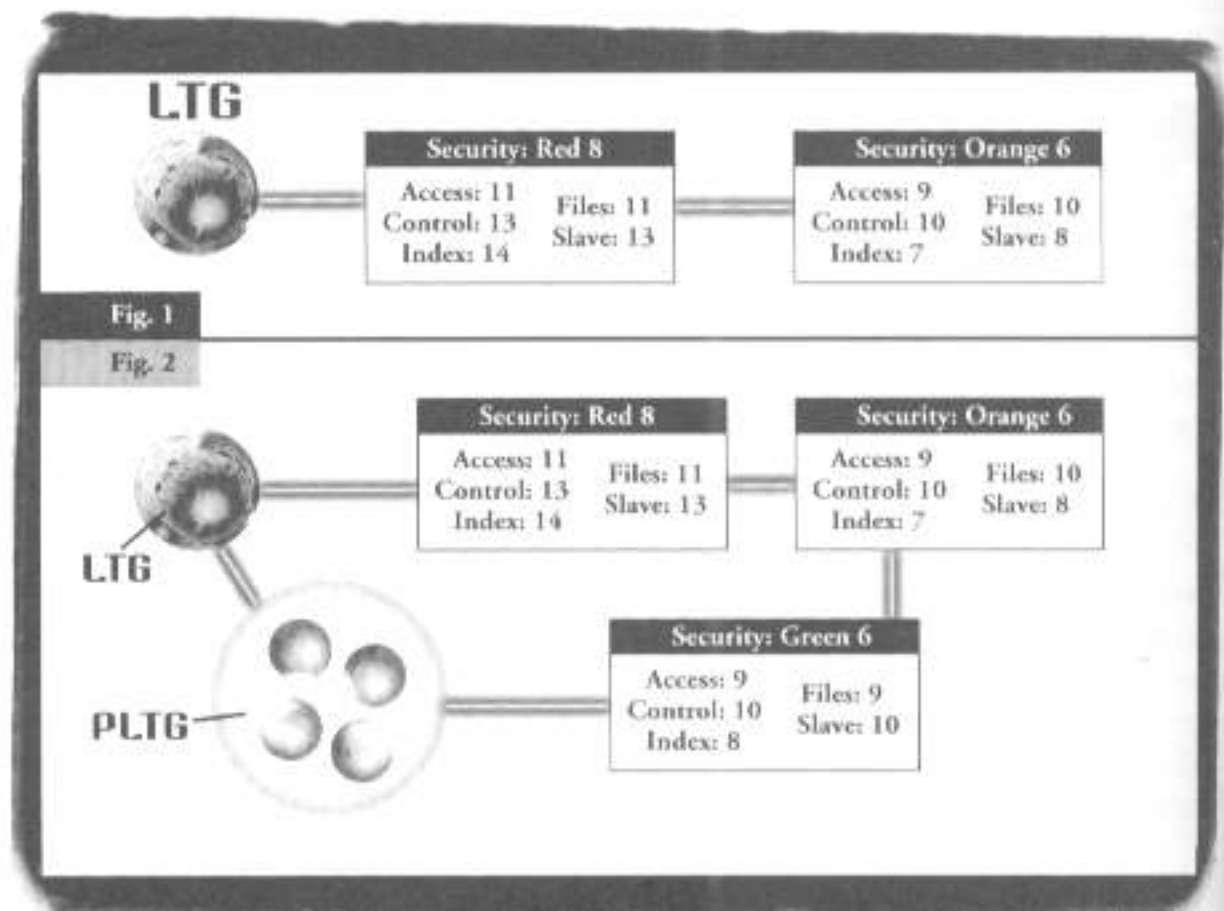 LTG
Security: Red 8
Access: 11
Control: 13
Index: 14
Files: 11
Slave: 13
Security: Orange 6
Access: 9
Control: 10
Index: 7
Files: 10
Slave: 8
Fig. 1
Fig. 2
LTG
Security: Red 8
Access: 11
Control: 13
Index: 14
Files: 11
Slave: 13
Security: Orange 6
Access: 9
Control: 10
Index: 7
Files: 10
Slave: 8
PLTG
Security: Green 6
Access: 9
Control: 10
Index: 8
Files: 9
Slave: 10